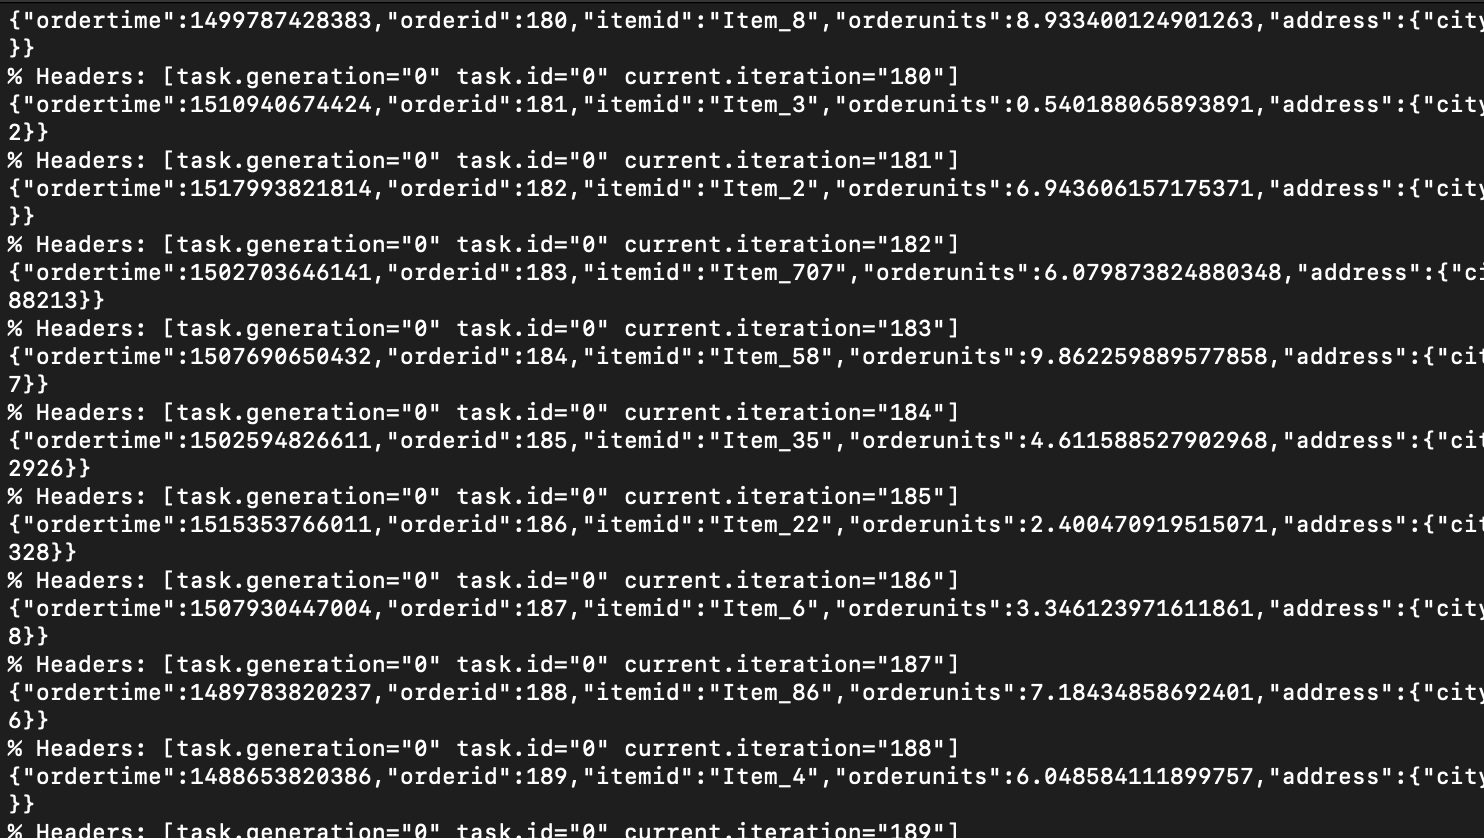 {"ordertime":1499787428383,"orderid":180,"itemid":"Item_8","orderunits":8.933400124901263,"address":{"city
}}
% Headers: [task.generation="0" task.id="0" current.iteration="180"]
{"ordertime":1510940674424,"orderid":181,"itemid":"Item_3","orderunits":0.540188065893891,"address":{"city
2}}
% Headers: [task.generation="0" task.id="0" current.iteration="181"]
{"ordertime":1517993821814,"orderid":182,"itemid":"Item_2","orderunits":6.943606157175371,"address":{"city
}}
% Headers: [task.generation="0" task.id="0" current.iteration="182"]
{"ordertime":1502703646141,"orderid":183,"itemid":"Item_707","orderunits":6.079873824880348,"address":{"ci
88213}}
% Headers: [task.generation="0" task.id="0" current.iteration="183"]
{"ordertime":1507690650432,"orderid":184,"itemid":"Item_58","orderunits":9.862259889577858,"address":{"cit
7}}
% Headers: [task.generation="0" task.id="0" current.iteration="184"]
{"ordertime":1502594826611,"orderid":185,"itemid":"Item_35","orderunits":4.611588527902968,"address":{"cit
2926}}
% Headers: [task.generation="0" task.id="0" current.iteration="185"]
{"ordertime":1515353766011,"orderid":186,"itemid":"Item_22","orderunits":2.400470919515071,"address":{"cit
328}}
% Headers: [task.generation="0" task.id="0" current.iteration="186"]
{"ordertime":1507930447004,"orderid":187,"itemid":"Item_6","orderunits":3.346123971611861,"address":{"city
8}}
% Headers: [task.generation="0" task.id="0" current.iteration="187"]
{"ordertime":1489783820237,"orderid":188,"itemid":"Item_86","orderunits":7.18434858692401,"address":{"city
6}}
% Headers: [task.generation="0" task.id="0" current.iteration="188"]
{"ordertime":1488653820386,"orderid":189,"itemid":"Item_4","orderunits":6.048584111899757,"address":{"city
}}
% Headers: [task.generation="0" task.id="0" current.iteration="189"]